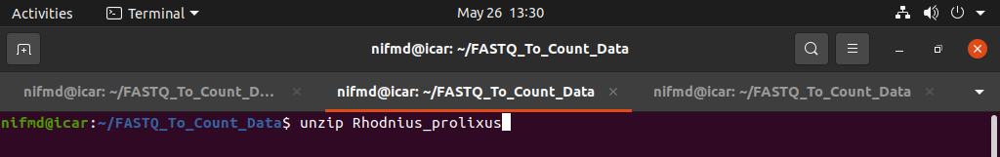 Activities Terminal May 26 13:30
nifmd@icar: ~/FASTQ_To_Count_Data
nifmd@icar: ~/FASTQ_To_Count_D... nifmd@icar: ~/FASTQ_To_Count_Data nifmd@icar: ~/FASTQ_To_Count_Data
nifmd@icar:~/FASTQ_To_Count_Data$ unzip Rhodnius_prolixus